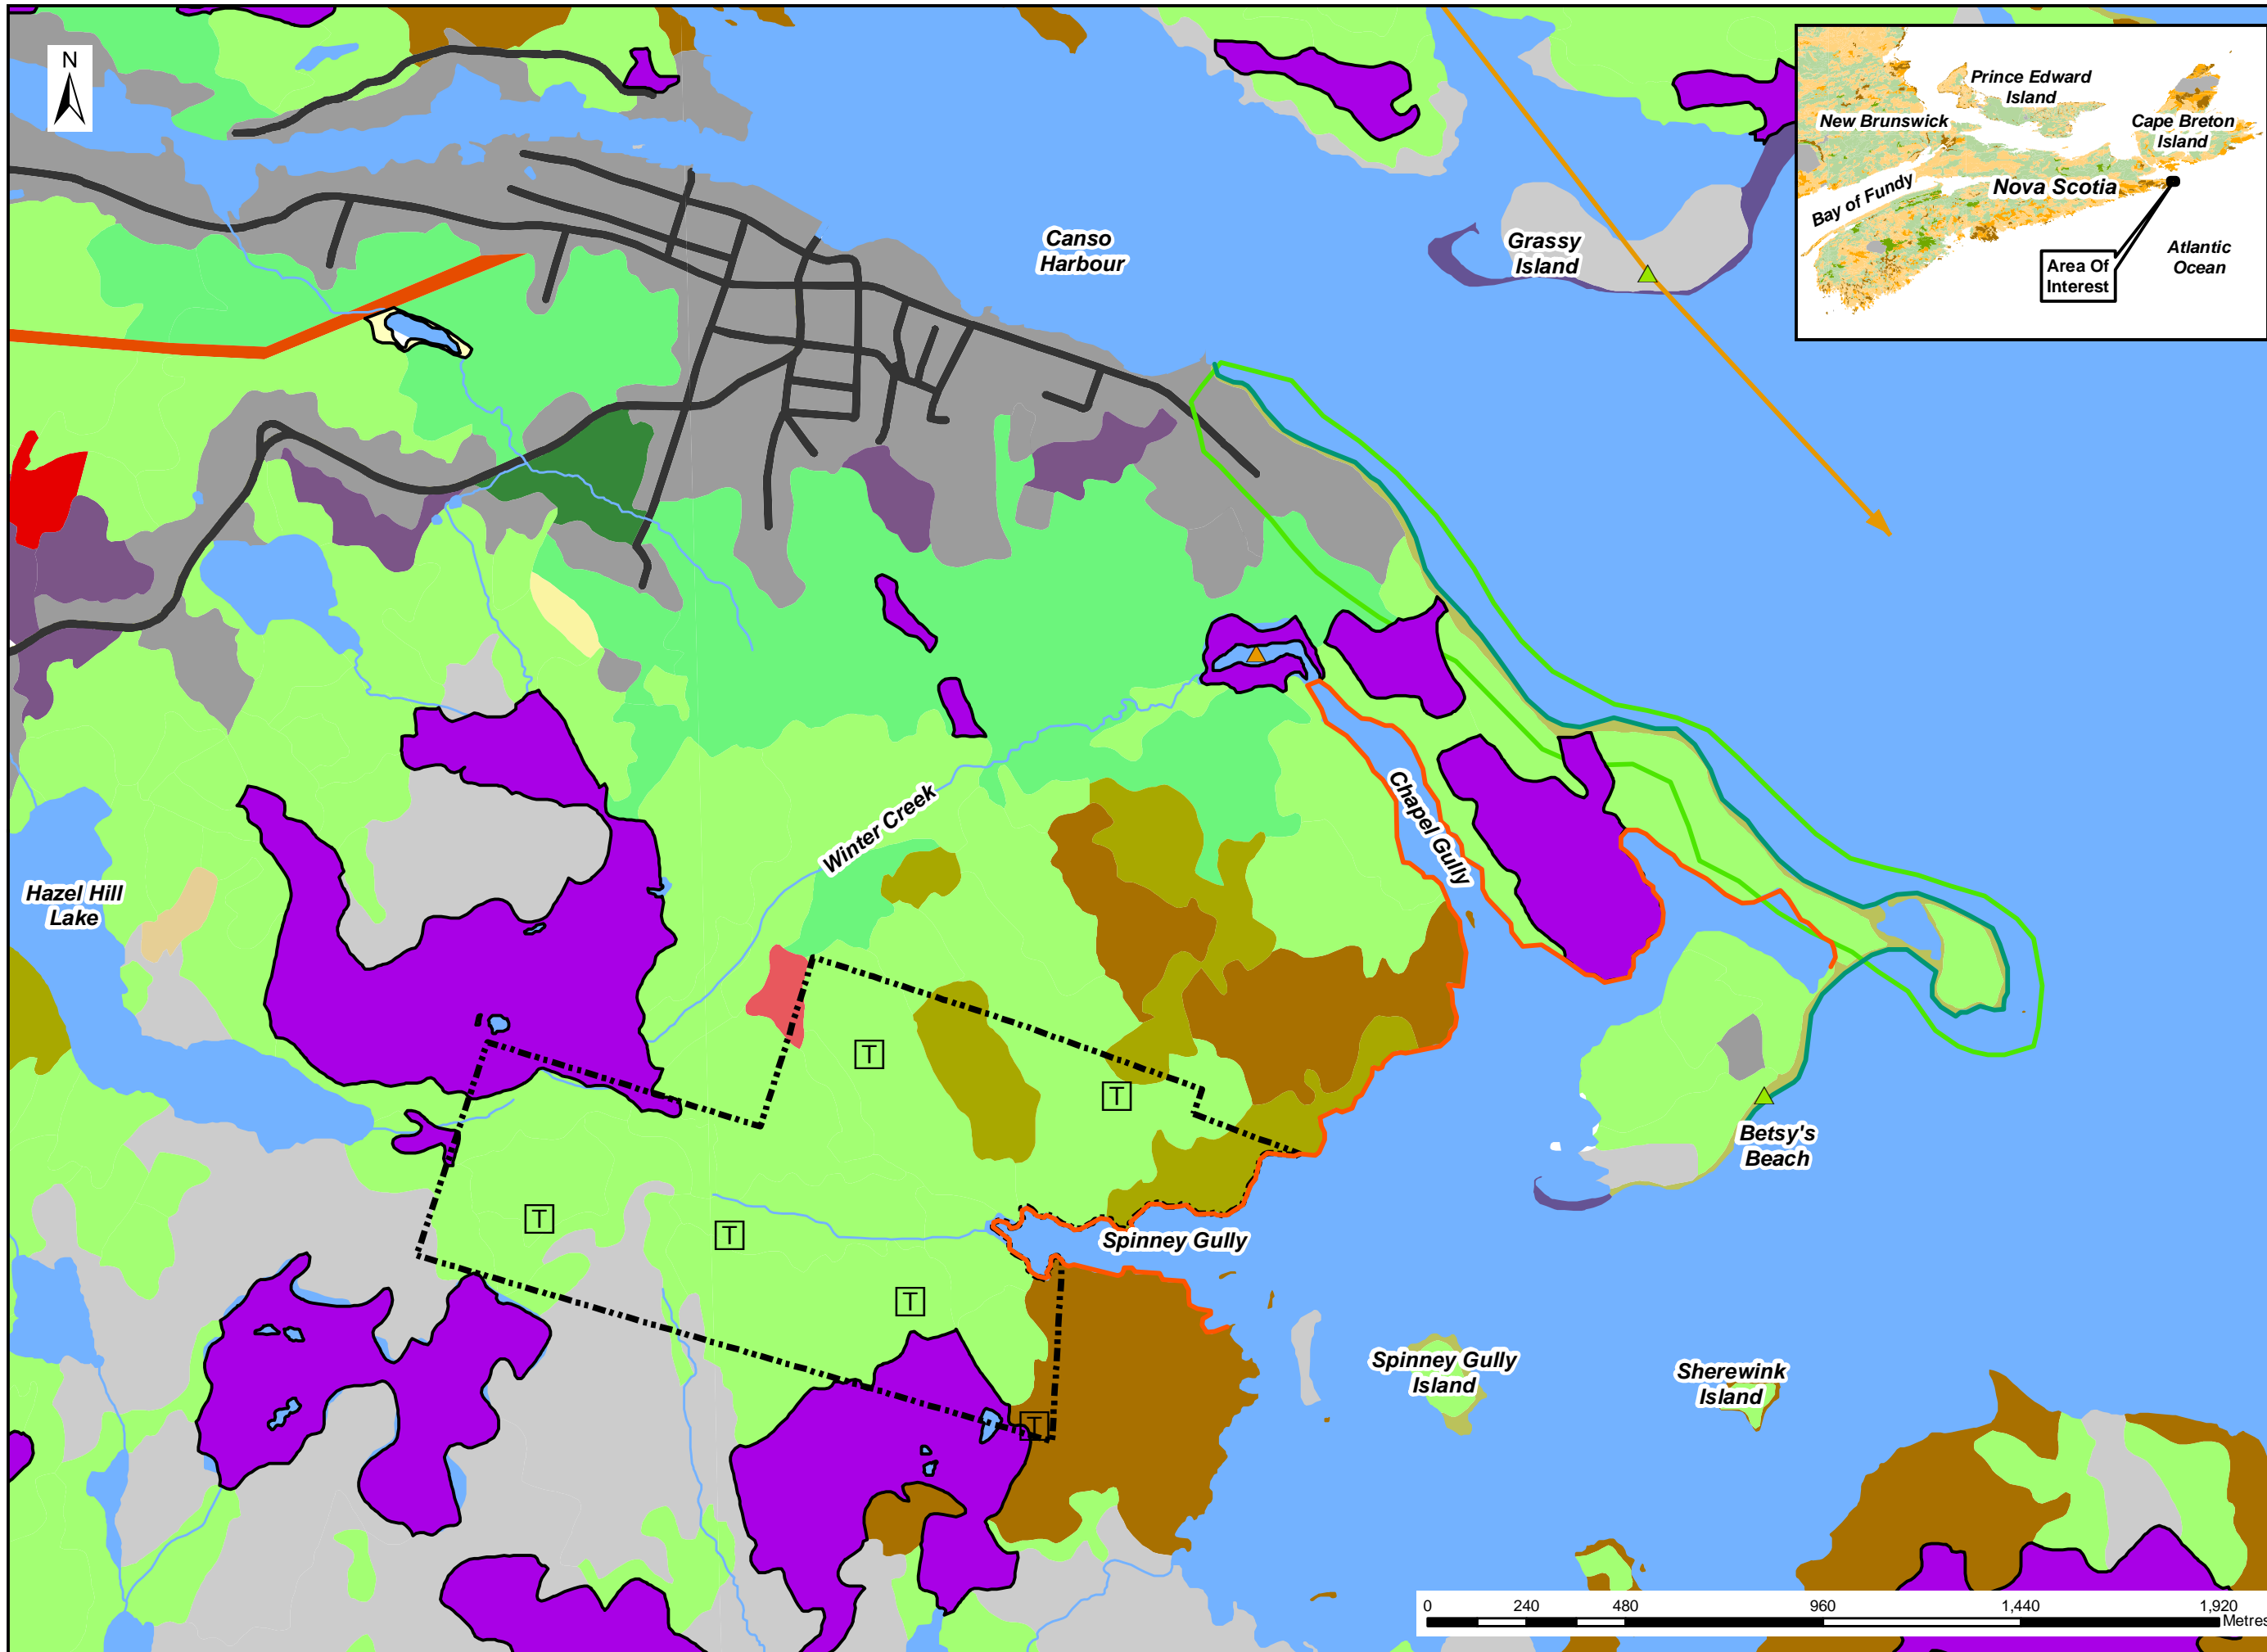 N
Prince Edward
Island
New Brunswick
Cape Breton
Island
Nova Scotia
Bay of Fundy
Atlantic
Ocean
Area Of
Interest
Canso
Harbour
Grassy
Island
Chapel Gully
Winter Creek
Hazel Hill
Lake
T
T
Betsy's
Beach
T
T
Spinney Gully
T
Spinney Gully
Island
Sherewink
Island
T
0 240 480 960 1,440 1,920
Metres